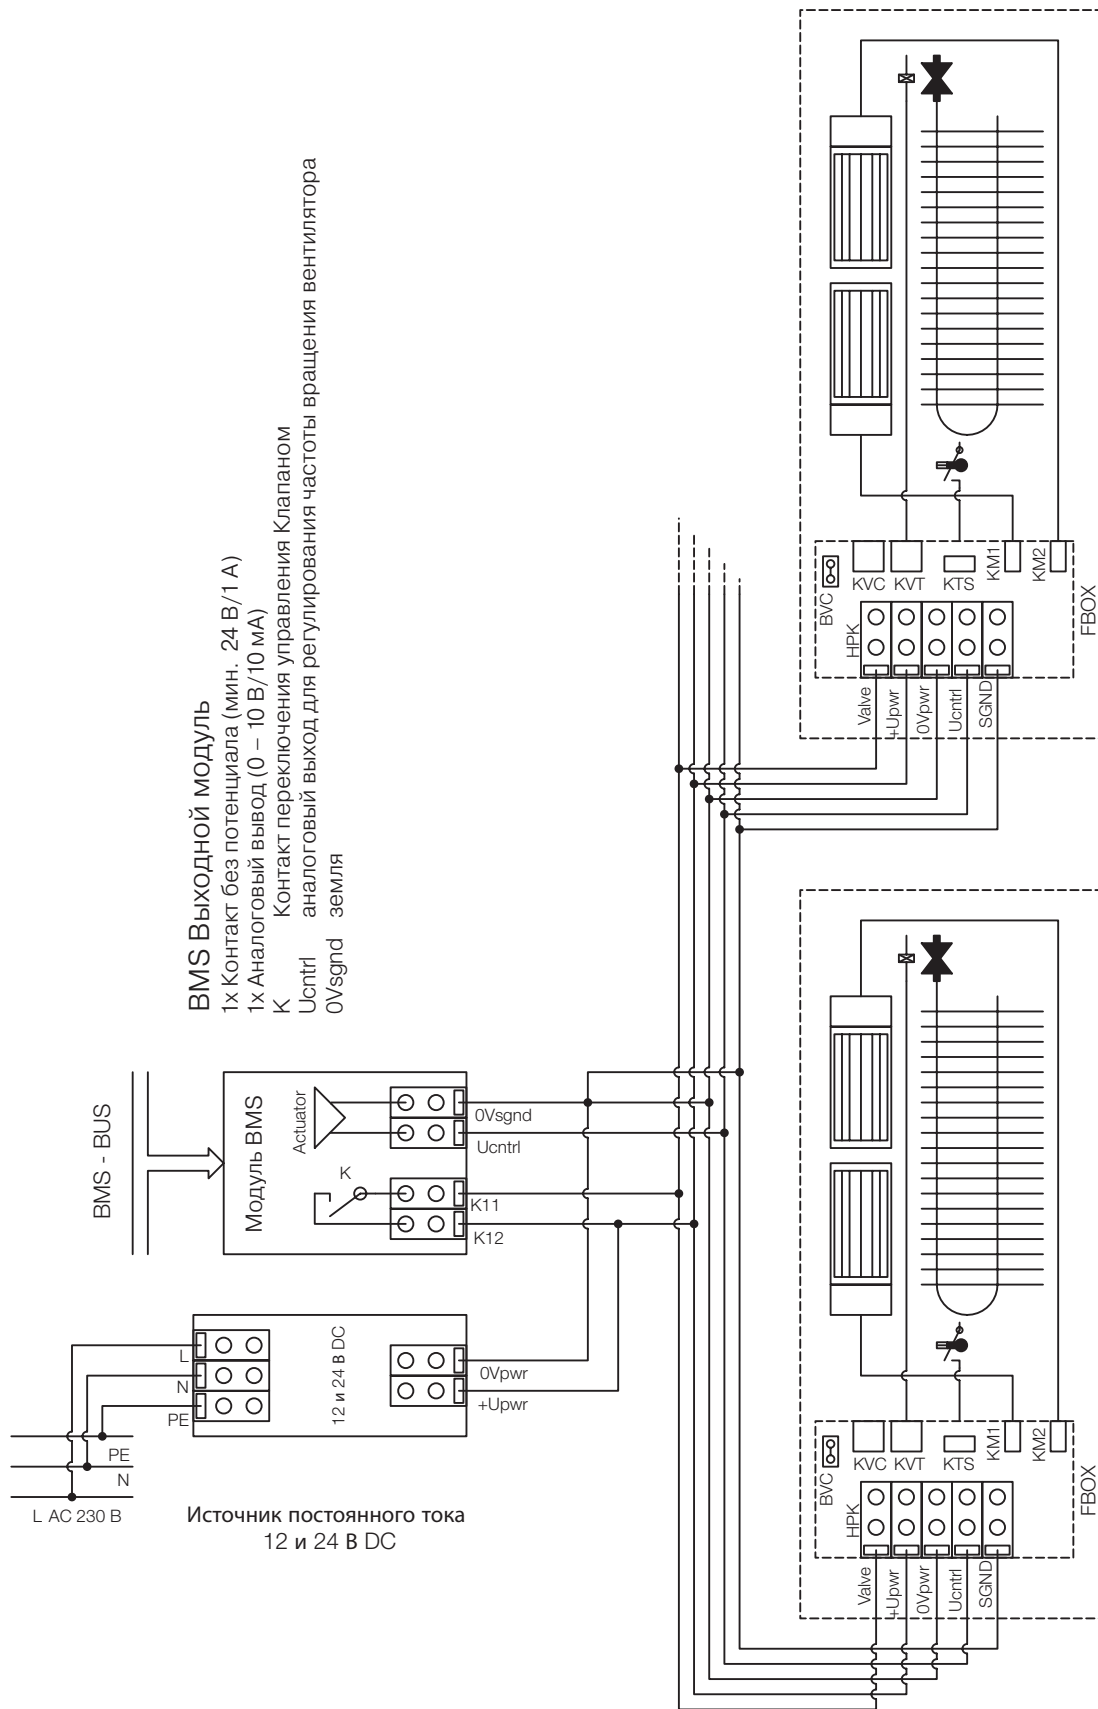 BMS Выходной модуль
1x Контакт без потенциала (мин. 24 В/1 А)
1x Аналоговый вывод (0 – 10 В/10 мА)
K Контакт переключения управления Клапаном
Ucntrl аналоговый выход для регулирования частоты вращения вентилятора
0Vsgnd земля
BMS - BUS
Модуль BMS
Actuator
K
0Vsgnd
Ucntrl
K11
K12
12 и 24 В DC
L
N
PE
0Vpwr
+Upwr
PE
N
L AC 230 В
Источник постоянного тока
12 и 24 В DC
BVC
KVC
KVT
KTS
KM1
KM2
HPK
FBOX
Valve
+Upwr
0Vpwr
Ucntrl
SGND
BVC
KVC
KVT
KTS
KM1
KM2
HPK
FBOX
Valve
+Upwr
0Vpwr
Ucntrl
SGND